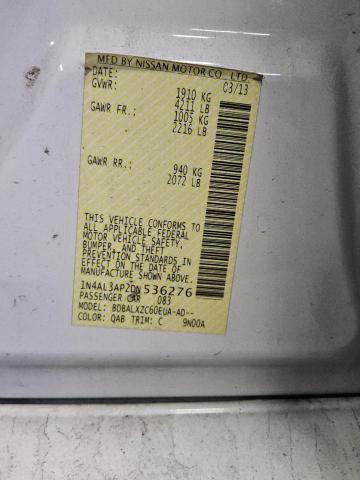 MFD BY NISSAN MOTOR CO., LTD.
DATE: 03/13
GVWR: 1910 KG
4211 LB
GAWR FR.: 1005 KG
2216 LB
GAWR RR.: 940 KG
2072 LB
THIS VEHICLE CONFORMS TO
ALL APPLICABLE FEDERAL
MOTOR VEHICLE SAFETY,
BUMPER, AND THEFT
PREVENTION STANDARDS
IN EFFECT ON THE DATE OF
MANUFACTURE SHOWN ABOVE.
1N4AL3AP2DN536276
PASSENGER CAR 083
MODEL: BDBALXZC60EUA-AD--
COLOR: QAB TRIM: C 9N00A